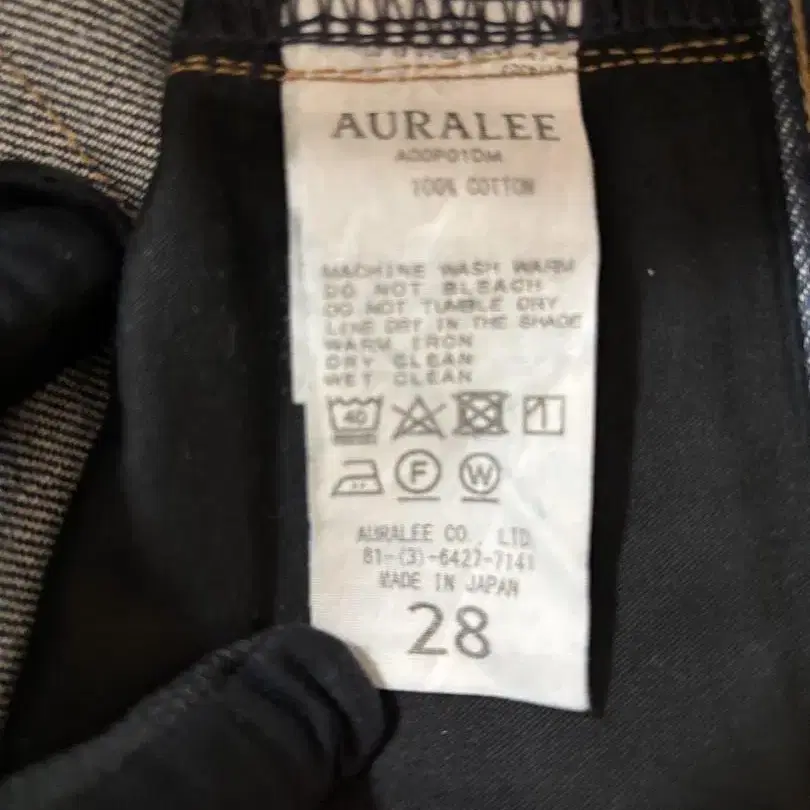 AURALEE
A00P01DM
100% COTTON
MACHINE WASH WARM
DO NOT BLEACH
DO NOT TUMBLE DRY
LINE DRY IN THE SHADE
WARM IRON
DRY CLEAN
WET CLEAN
40
F W
AURALEE CO., LTD.
81-(3)-6427-7141
MADE IN JAPAN
28